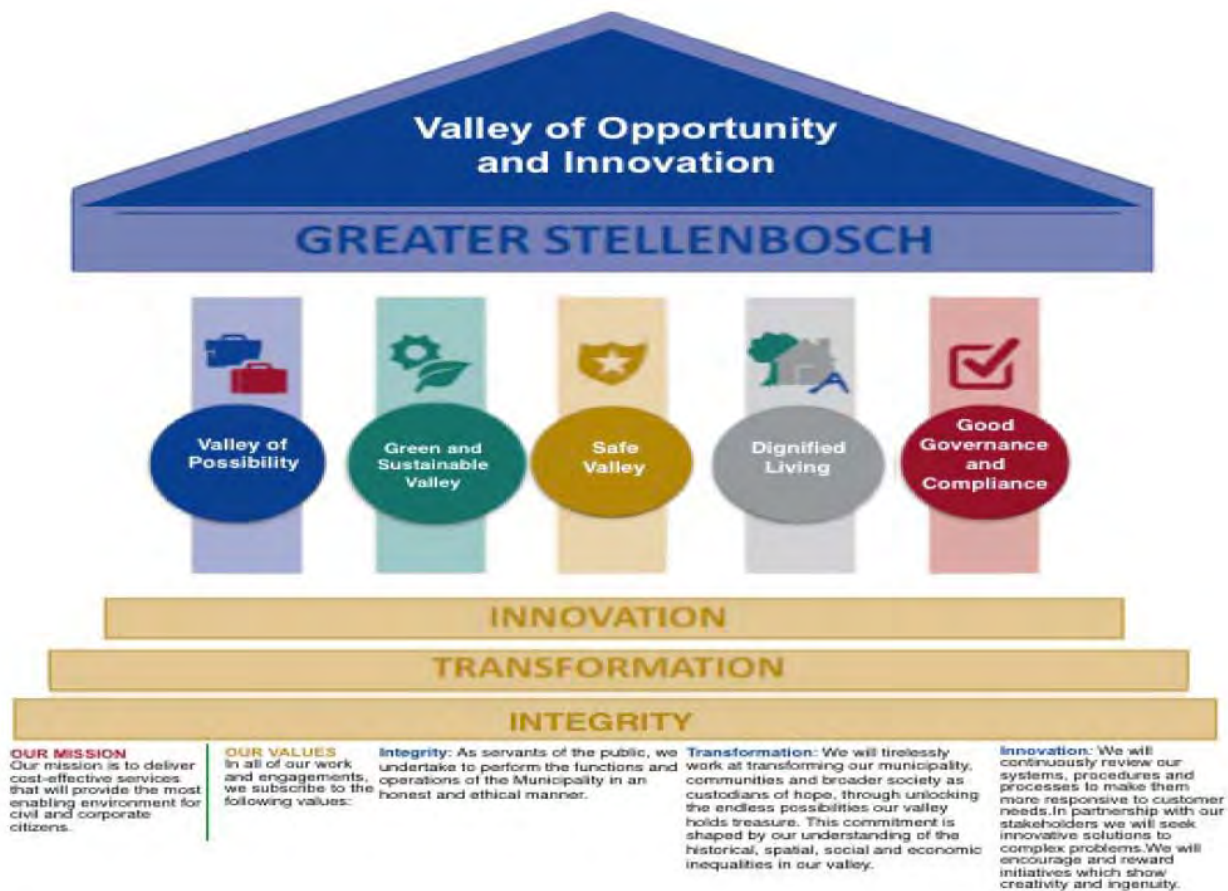 Valley of Opportunity
and Innovation
GREATER STELLENBOSCH
Valley of
Possibility
Green and
Sustainable
Valley
Safe
Valley
Dignified
Living
Good
Governance
and
Compliance
INNOVATION
TRANSFORMATION
INTEGRITY
OUR MISSION
Our mission is to deliver
cost-effective services
that will provide the most
enabling environment for
civil and corporate
citizens.
OUR VALUES
In all of our work
and engagements,
we subscribe to the
following values:
Integrity: As servants of the public, we
undertake to perform the functions and
operations of the Municipality in an
honest and ethical manner.
Transformation: We will tirelessly
work at transforming our municipality,
communities and broader society as
custodians of hope, through unlocking
the endless possibilities our valley
holds treasure. This commitment is
shaped by our understanding of the
historical, spatial, social and economic
inequalities in our valley.
Innovation: We will
continuously review our
systems, procedures and
processes to make them
more responsive to customer
needs.In partnership with our
stakeholders we will seek
innovative solutions to
complex problems.We will
encourage and reward
initiatives which show
creativity and ingenuity.